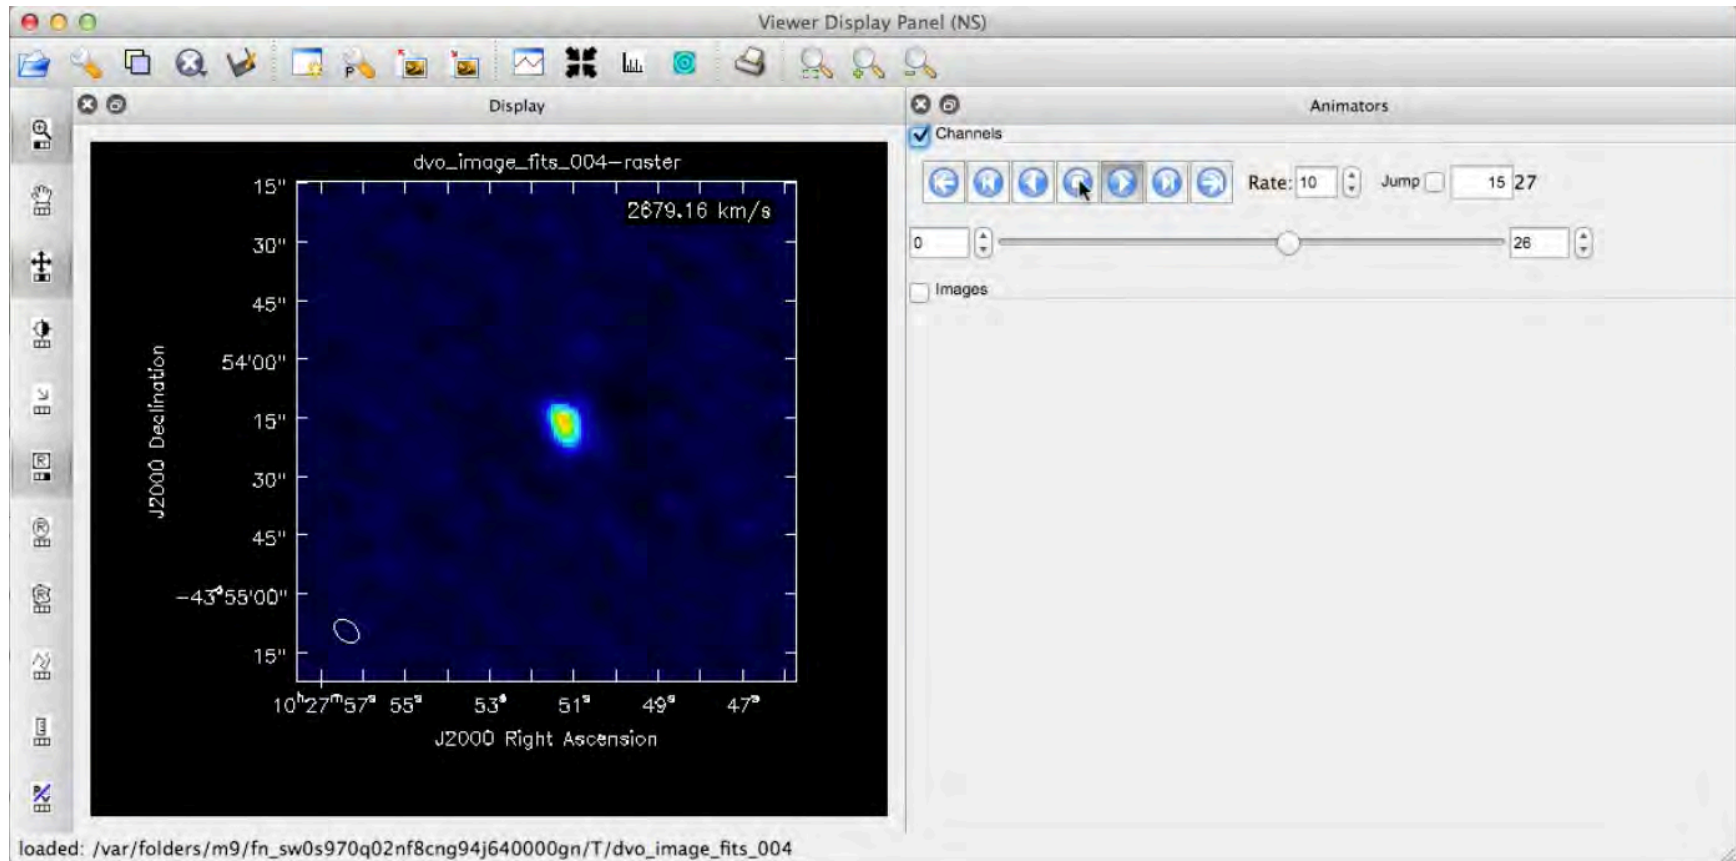 Viewer Display Panel (NS)
Display
Animators
Channels
Rate: 10 Jump 15 27
0 26
Images
dvo_image_fits_004-raster
2679.16 km/s
15"
30"
45"
54'00"
15"
30"
45"
-43°55'00"
15"
J2000 Declination
10h27m57s 55s 53s 51s 49s 47s
J2000 Right Ascension
loaded: /var/folders/m9/fn_sw0s970q02nf8cng94j640000gn/T/dvo_image_fits_004